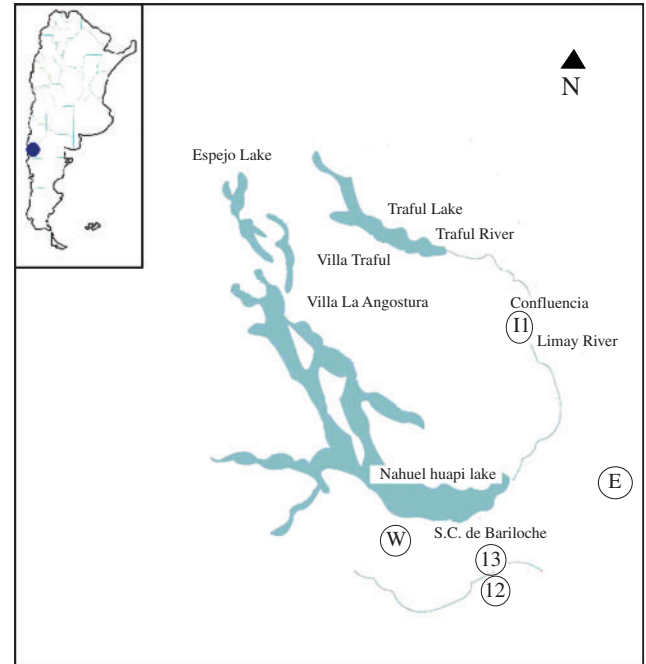 N
Espejo Lake
Traful Lake
Traful River
Villa Traful
Villa La Angostura
Confluencia
I1
Limay River
Nahuel huapi lake
E
S.C. de Bariloche
W
13
12